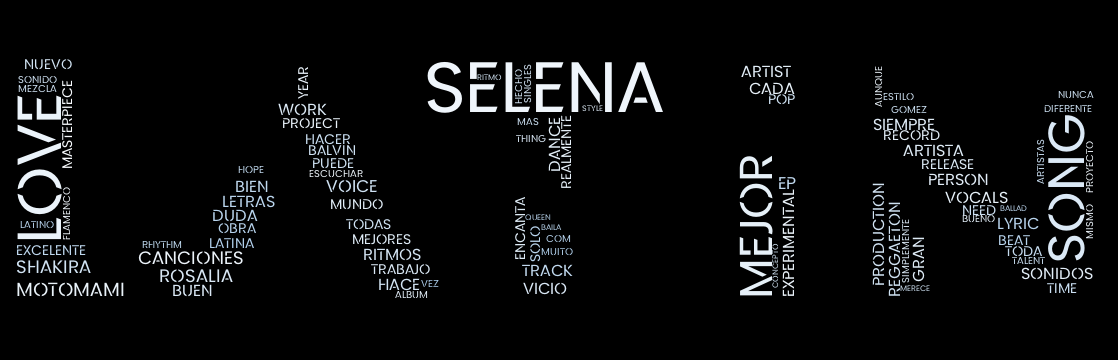 NUEVO
SONIDO
MEZCLA
LOVE
MASTERPIECE
LATINO
FLAMENCO
EXCELENTE
SHAKIRA
MOTOMAMI
RHYTHM
CANCIONES
ROSALIA
BUEN
HOPE
BIEN
LETRAS
DUDA
OBRA
LATINA
YEAR
WORK
PROJECT
HACER
BALVIN
PUEDE
ESCUCHAR
VOICE
MUNDO
TODAS
MEJORES
RITMOS
TRABAJO
HACE
VEZ
ALBUM
SELENA
RITMO
HECHO
SINGLES
STYLE
MAS
THING
DANCE
REALMENTE
ENCANTA
QUEEN
SOLO
BAILA
COM
MUITO
TRACK
VICIO
ARTIST
CADA
POP
MEJOR
EP
CONCEPTO
EXPERIMENTAL
AUNQUE
ESTILO
GOMEZ
SIEMPRE
RECORD
ARTISTA
RELEASE
PERSON
VOCALS
NEED
BALLAD
BUENO
LYRIC
BEAT
TODA
TALENT
SONIDOS
TIME
PRODUCTION
REGGAETON
SIMPLEMENTE
GRAN
MERECE
NUNCA
DIFERENTE
SONG
ARTISTAS
PROYECTO
MISMO